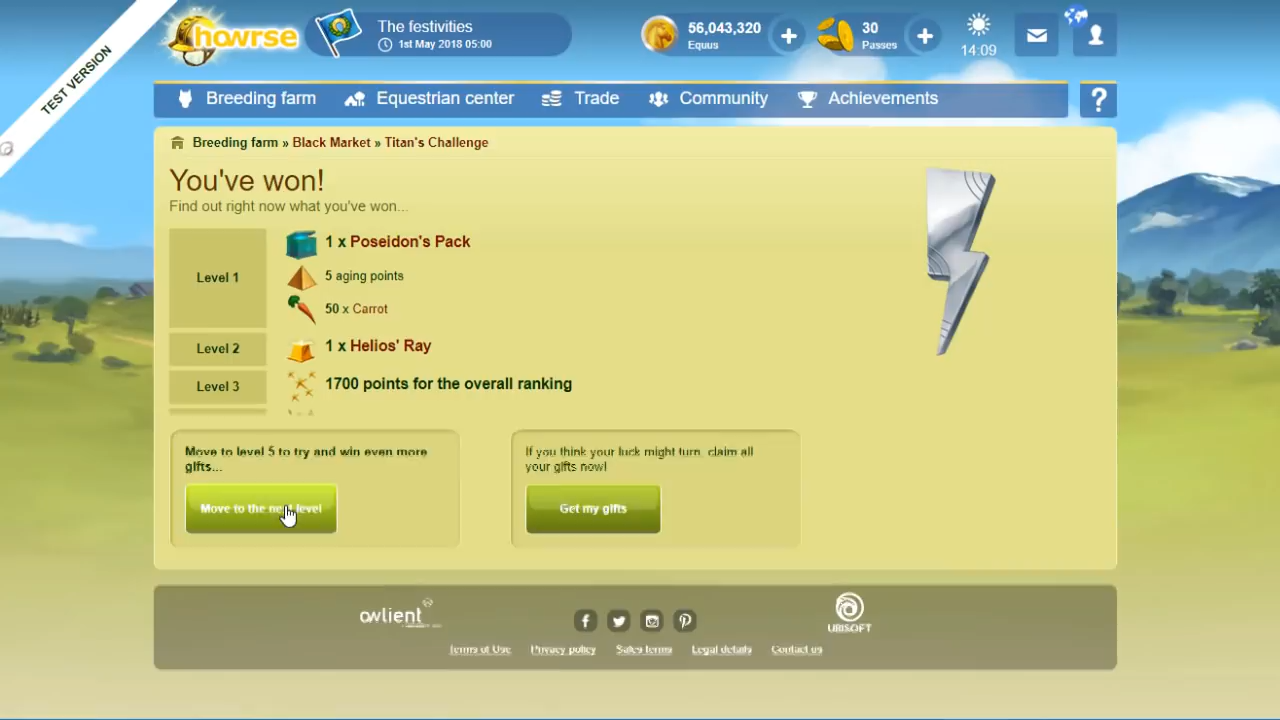 TEST VERSION
howrse
The festivities
1st May 2018 05:00
56,043,320
Equus
30
Passes
14:09
Breeding farm
Equestrian center
Trade
Community
Achievements
?
Breeding farm » Black Market » Titan's Challenge
You've won!
Find out right now what you've won...
Level 1
1 x Poseidon's Pack
5 aging points
50 x Carrot
Level 2
1 x Helios' Ray
Level 3
1700 points for the overall ranking
Move to level 5 to try and win even more
gifts...
Move to the next level
If you think your luck might turn, claim all
your gifts now!
Get my gifts
owlient
UBISOFT
Terms of Use
Privacy policy
Sales terms
Legal details
Contact us